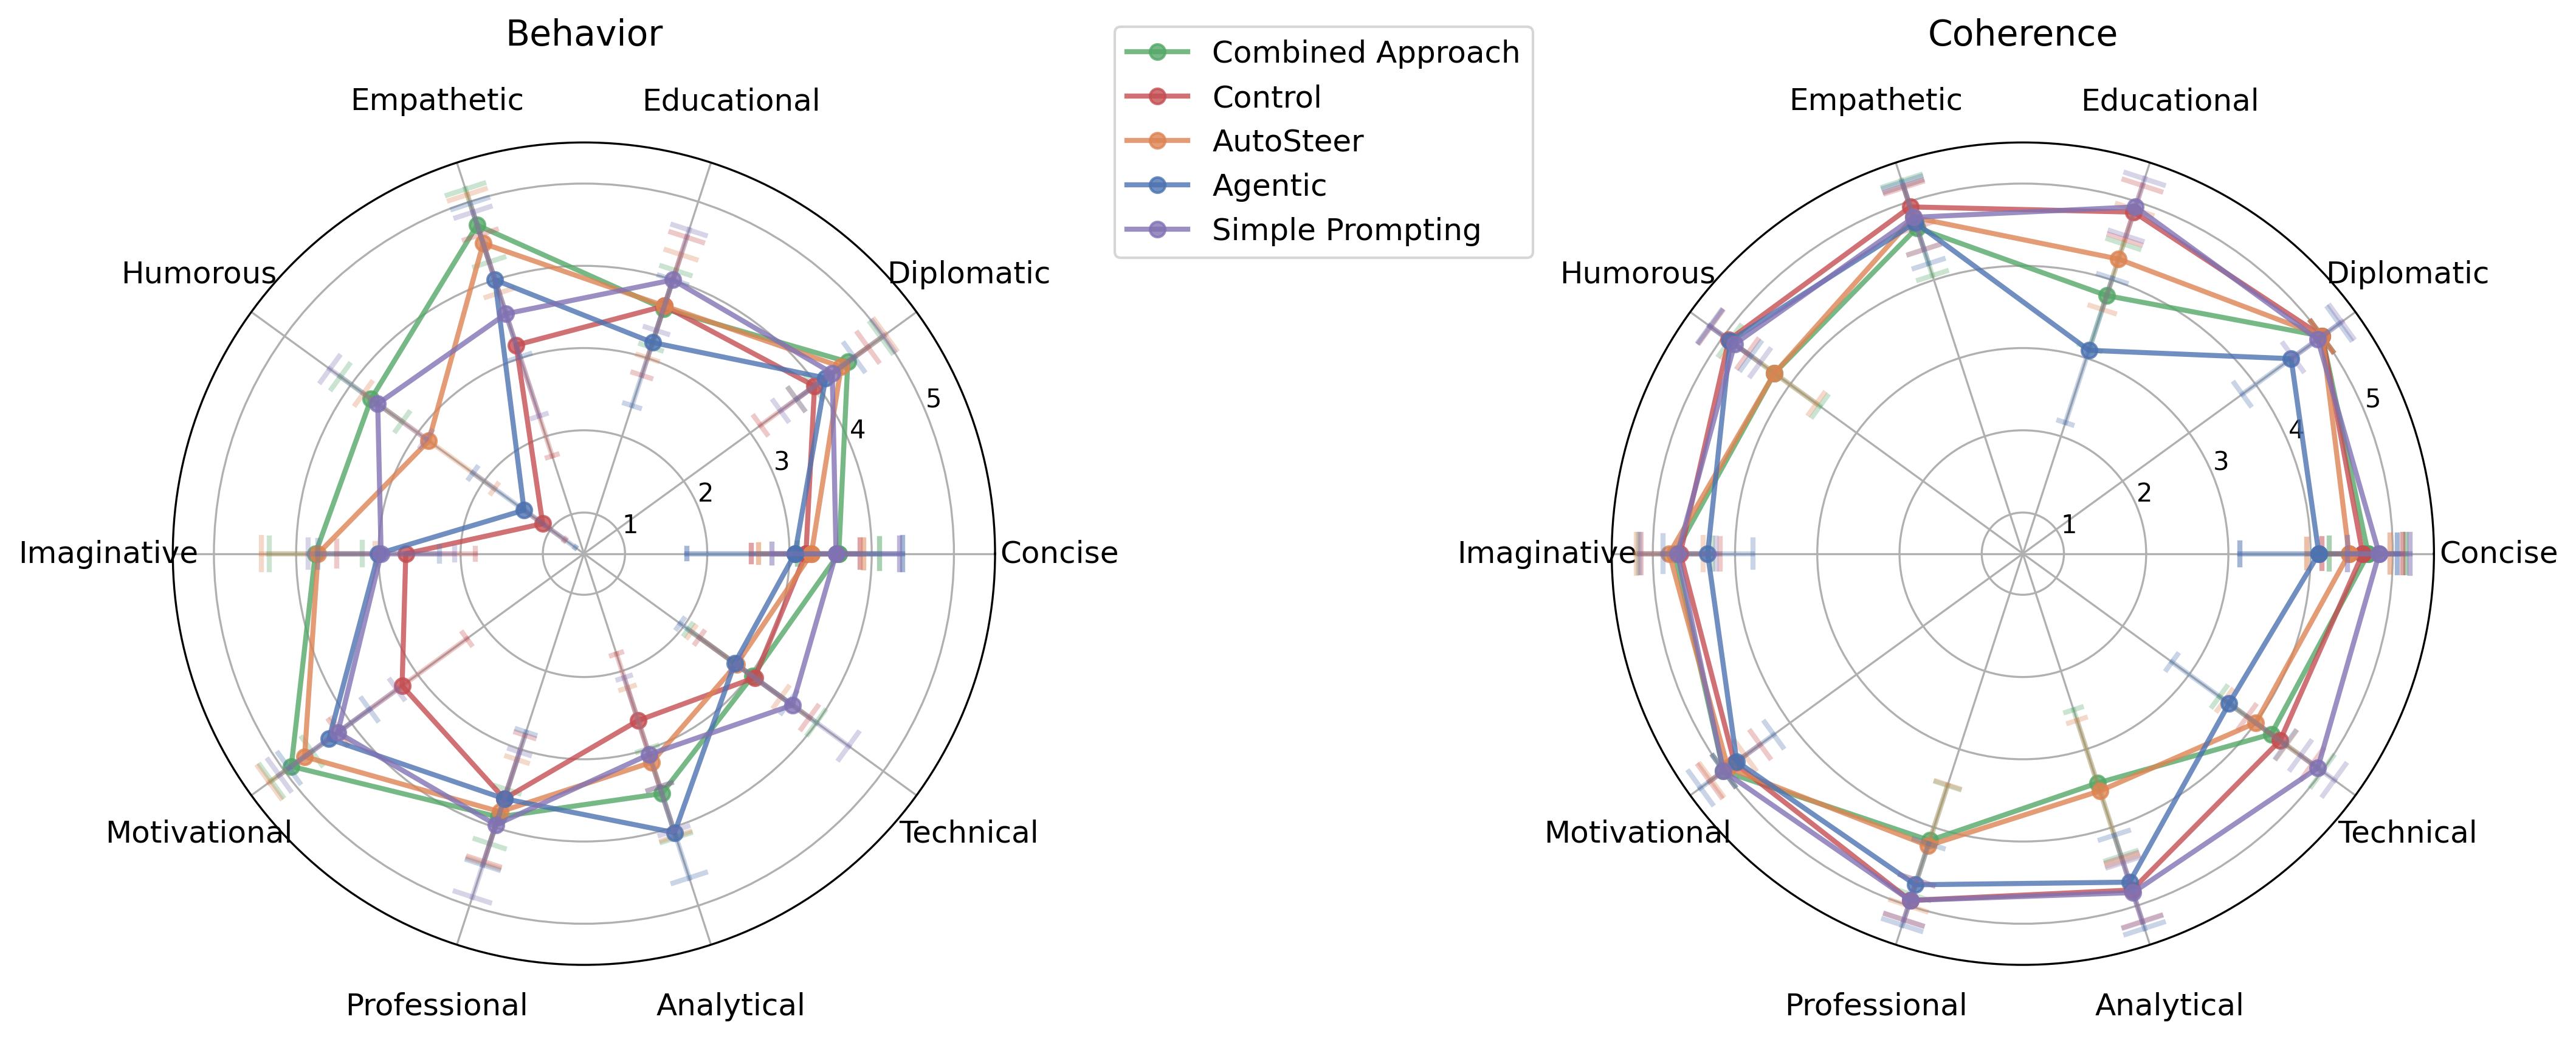 Behavior
Empathetic
Educational
Humorous
Diplomatic
Imaginative
Concise
Motivational
Technical
Professional
Analytical
1
2
3
4
5
Combined Approach
Control
AutoSteer
Agentic
Simple Prompting
Coherence
Empathetic
Educational
Humorous
Diplomatic
Imaginative
Concise
Motivational
Technical
Professional
Analytical
1
2
3
4
5